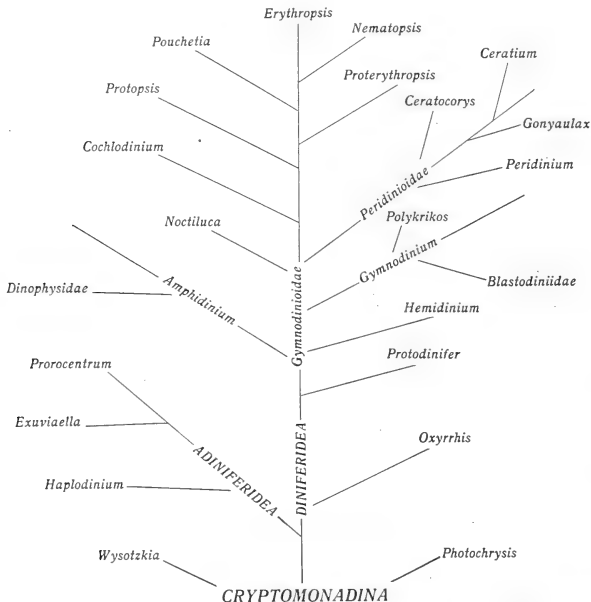 Erythropsis
Nematopsis
Pouchetia
Ceratium
Proterythropsis
Protopsis
Ceratocorys
Gonyaulax
Cochlodinium
Peridinium
Peridinioidae
Polykrikos
Noctiluca
Gymnodinium
Blastodiniidae
Dinophysidae
Amphidinium
Gymnodinioidae
Hemidinium
Protodinifer
Prorocentrum
Exuviaella
Oxyrrhis
ADINIFERIDEA
DINIFERIDEA
Haplodinium
Wysotzkia
Photochrysis
CRYPTOMONADINA